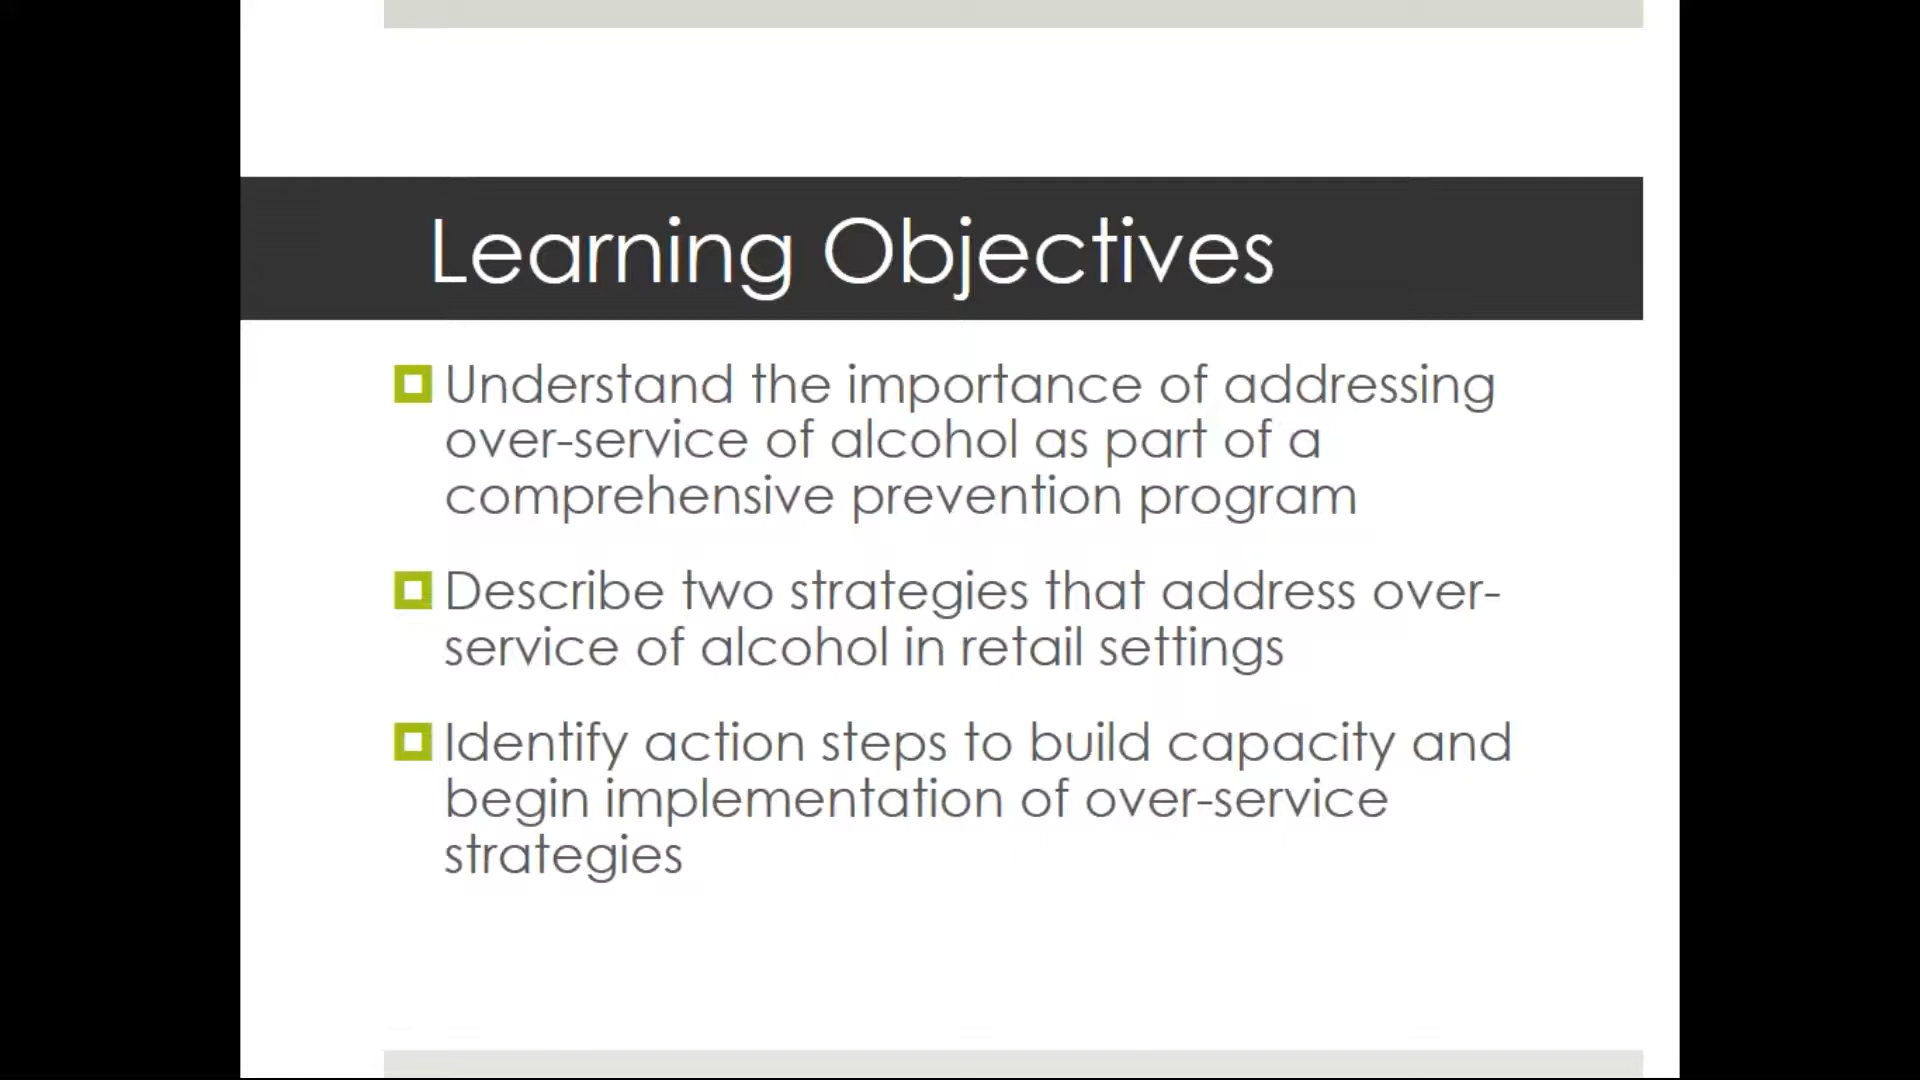 Learning Objectives
Understand the importance of addressing
over-service of alcohol as part of a
comprehensive prevention program
Describe two strategies that address over-
service of alcohol in retail settings
Identify action steps to build capacity and
begin implementation of over-service
strategies